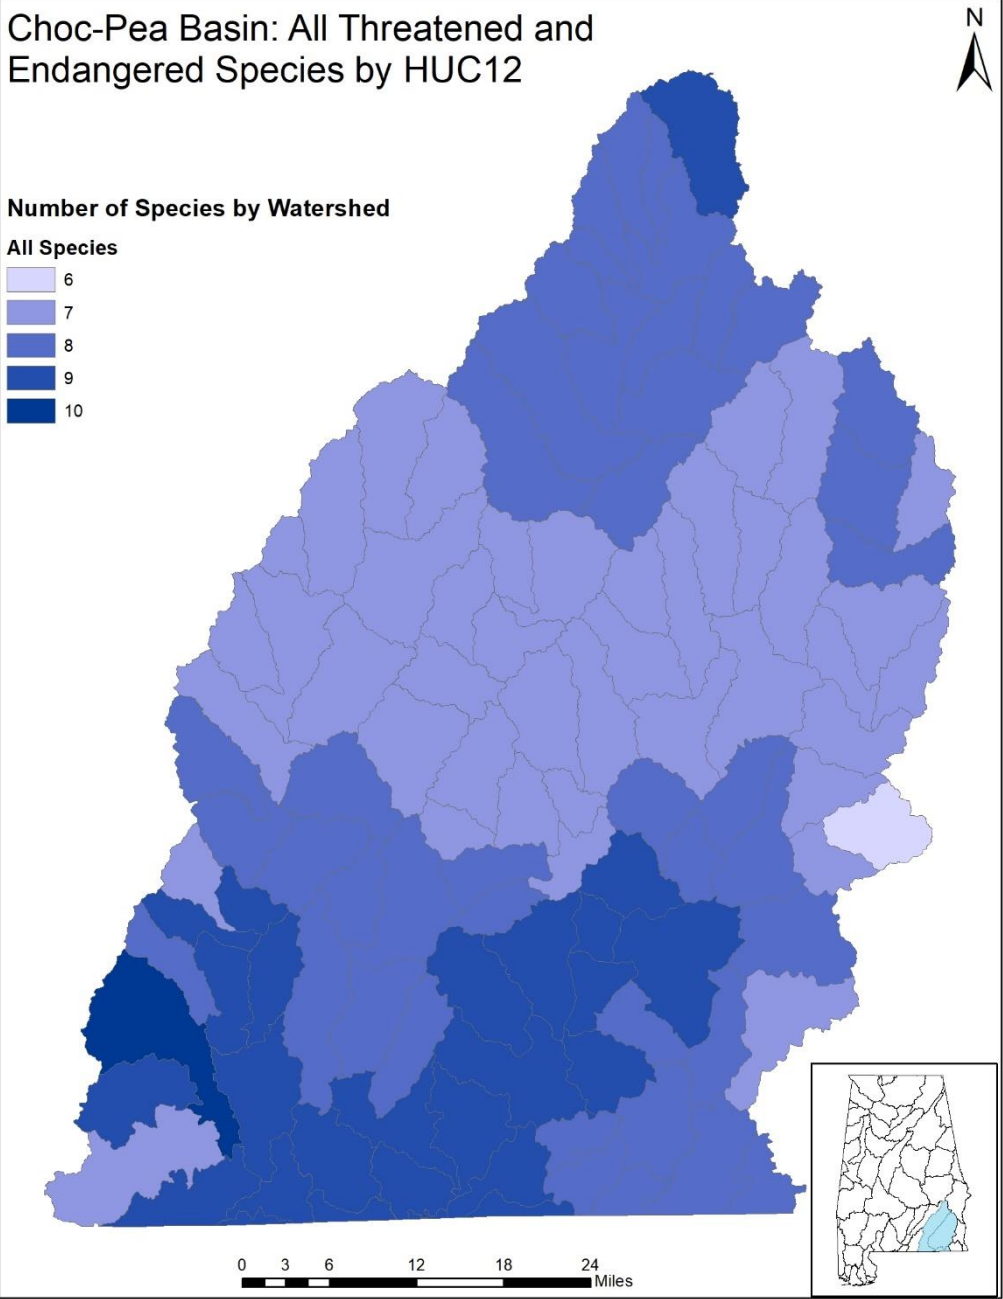 Choc-Pea Basin: All Threatened and
Endangered Species by HUC12
N
Number of Species by Watershed
All Species
6
7
8
9
10
0 3 6 12 18 24
Miles